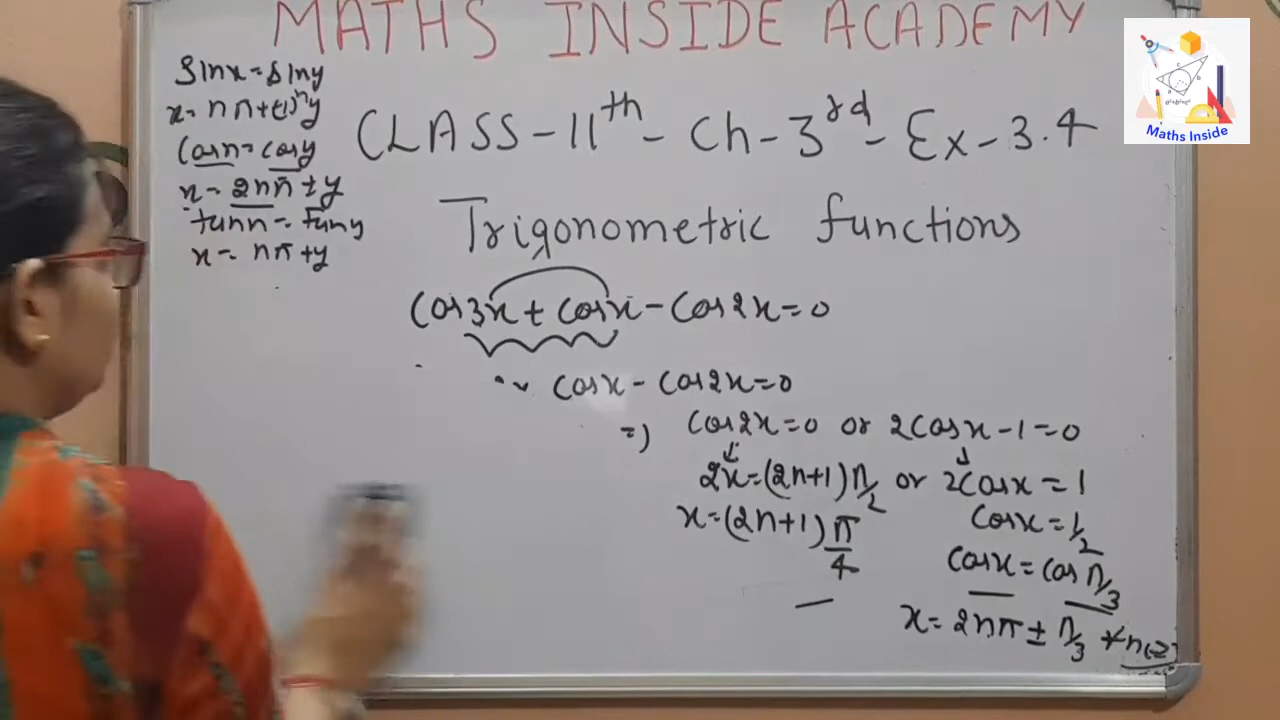 MATHS INSIDE ACADEMY
Maths Inside
Sinx = Siny
x = nπ + (-1)^n y
Cosx = Cosy
x = 2nπ ± y
tanx = tany
x = nπ + y
CLASS - 11th - Ch - 3rd - Ex - 3.4
Trigonometric functions
Cos3x + Cosx - Cos2x = 0
Cosx - Cos2x = 0
=) Cos2x = 0 or 2Cosx - 1 = 0
2x = (2n+1)π/2 or 2Cosx = 1
x = (2n+1)π/4
Cosx = 1/2
Cosx = Cos π/3
x = 2nπ ± π/3